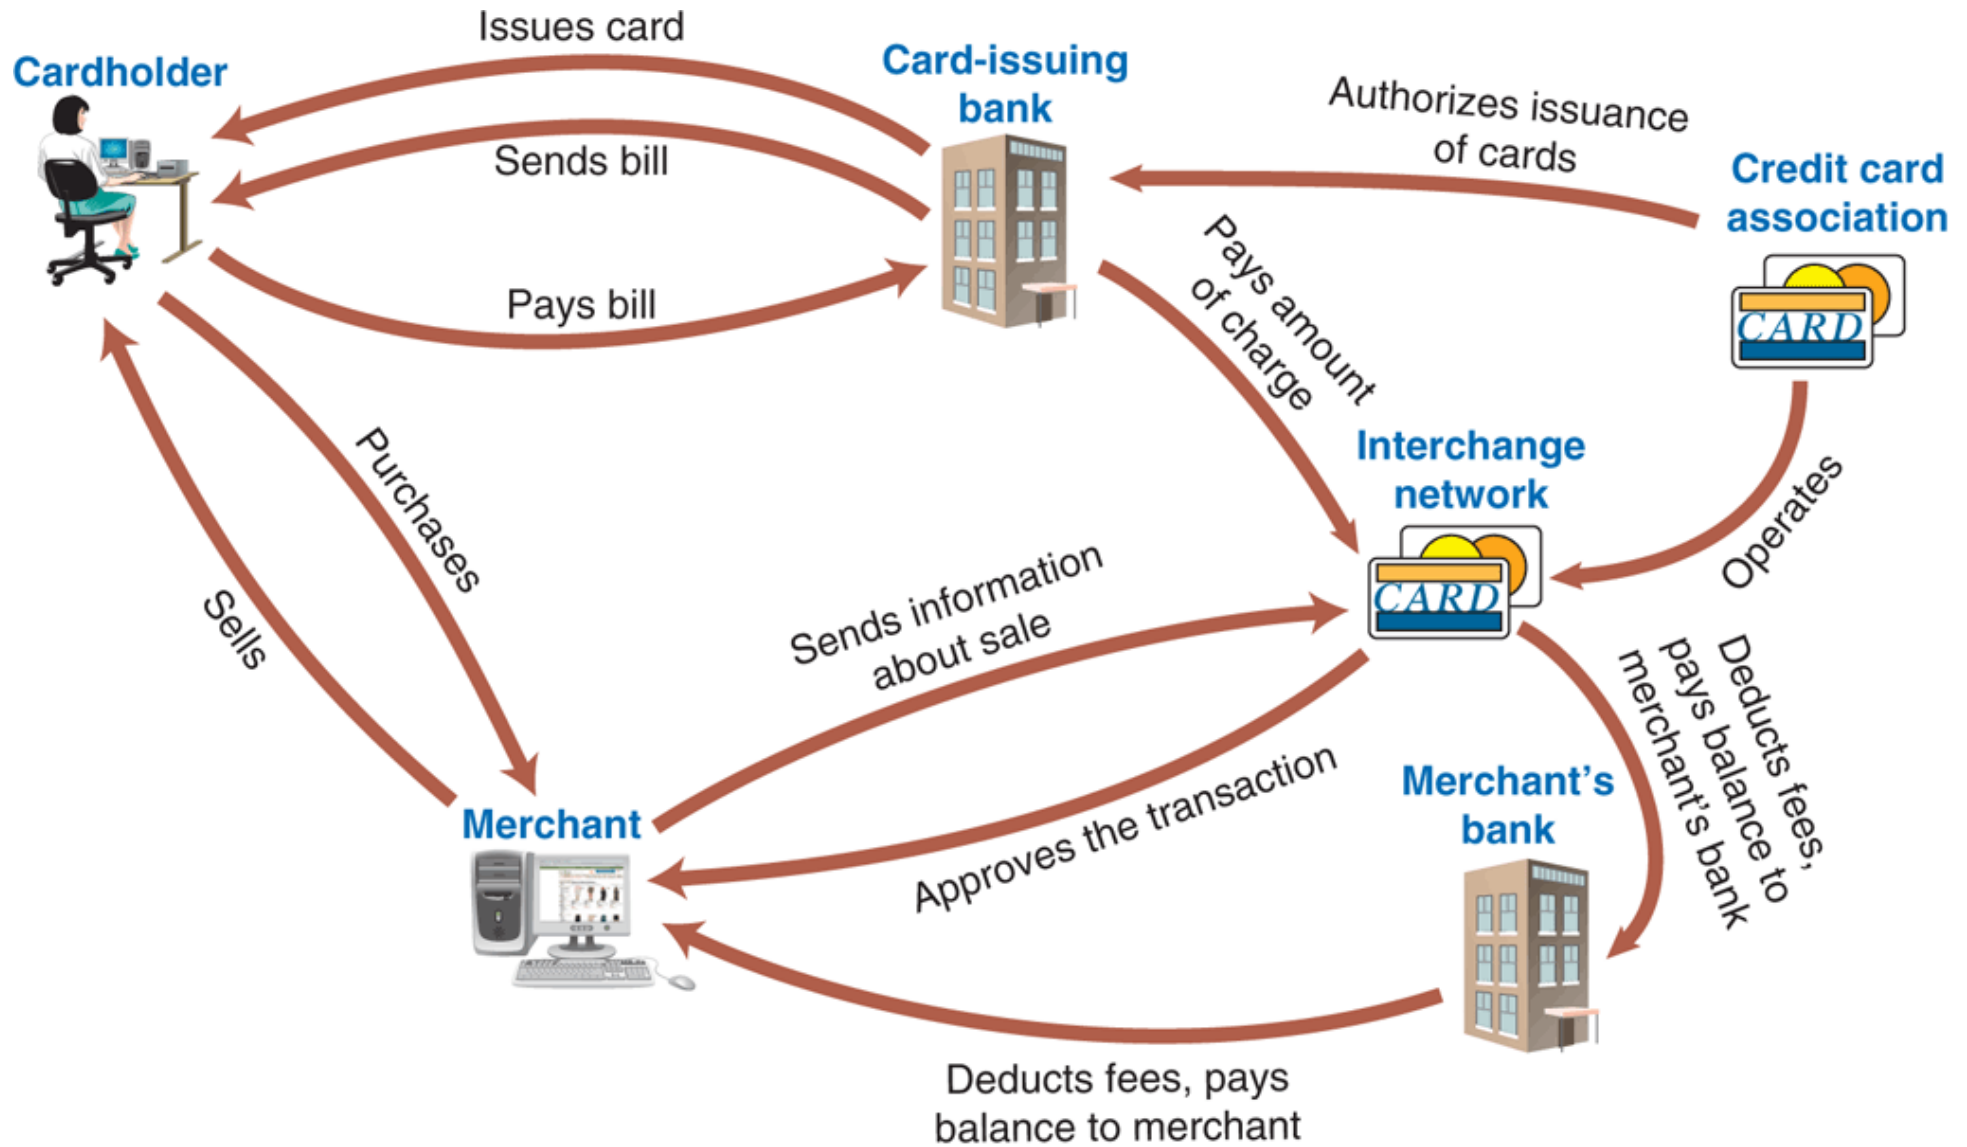 Issues card
Cardholder
Card-issuing
bank
Authorizes issuance
of cards
Credit card
association
Sends bill
Pays bill
Pays amount
of charge
CARD
Interchange
network
Operates
Purchases
Sells
Sends information
about sale
CARD
Deducts fees,
pays balance to
merchant's bank
Approves the transaction
Merchant's
bank
Merchant
Deducts fees, pays
balance to merchant